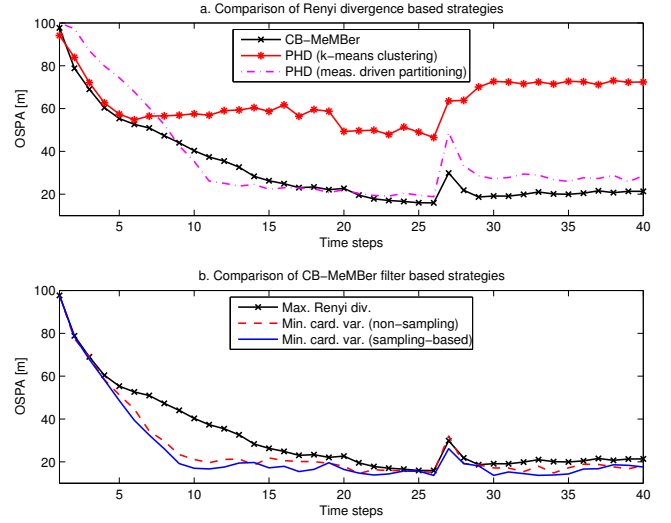 a. Comparison of Renyi divergence based strategies
100
80
60
40
20
OSPA [m]
CB−MeMBer
PHD (k−means clustering)
PHD (meas. driven partitioning)
5 10 15 20 25 30 35 40
Time steps
b. Comparison of CB−MeMBer filter based strategies
100
80
60
40
20
OSPA [m]
Max. Renyi div.
Min. card. var. (non−sampling)
Min. card. var. (sampling−based)
5 10 15 20 25 30 35 40
Time steps